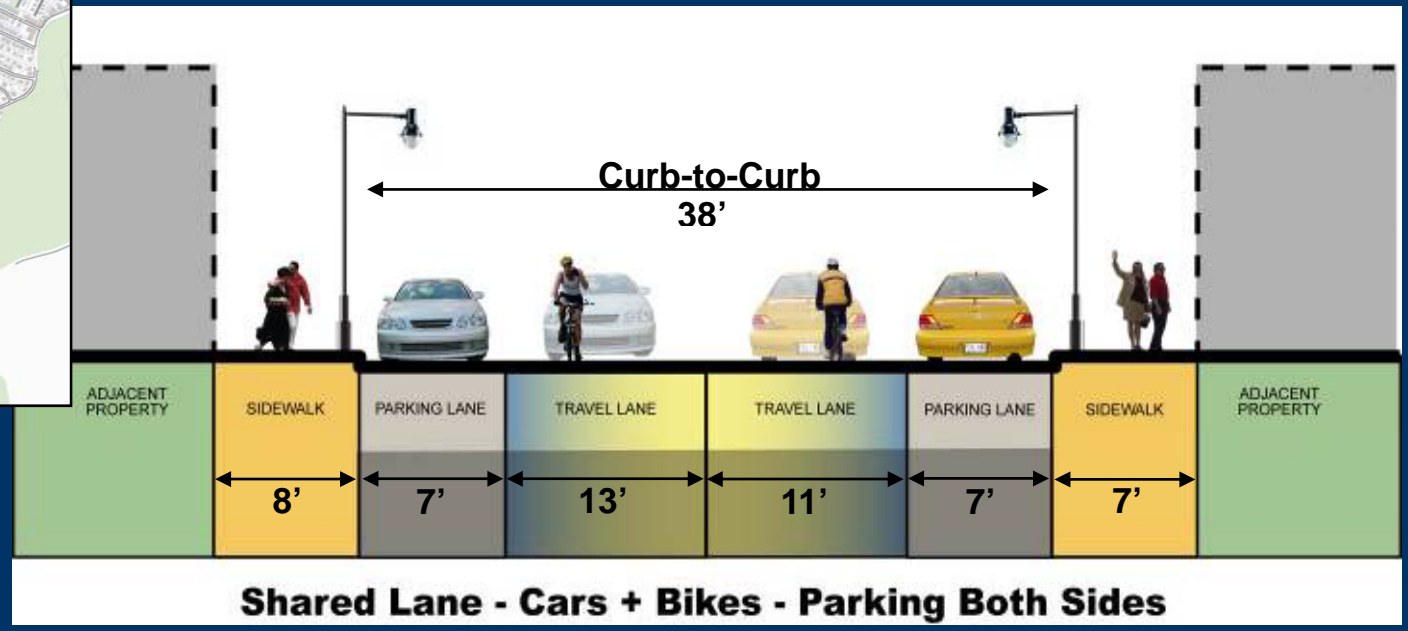 Curb-to-Curb
38’
ADJACENT
PROPERTY
SIDEWALK
PARKING LANE
TRAVEL LANE
TRAVEL LANE
PARKING LANE
SIDEWALK
ADJACENT
PROPERTY
8’
7’
13’
11’
7’
7’
Shared Lane - Cars + Bikes - Parking Both Sides